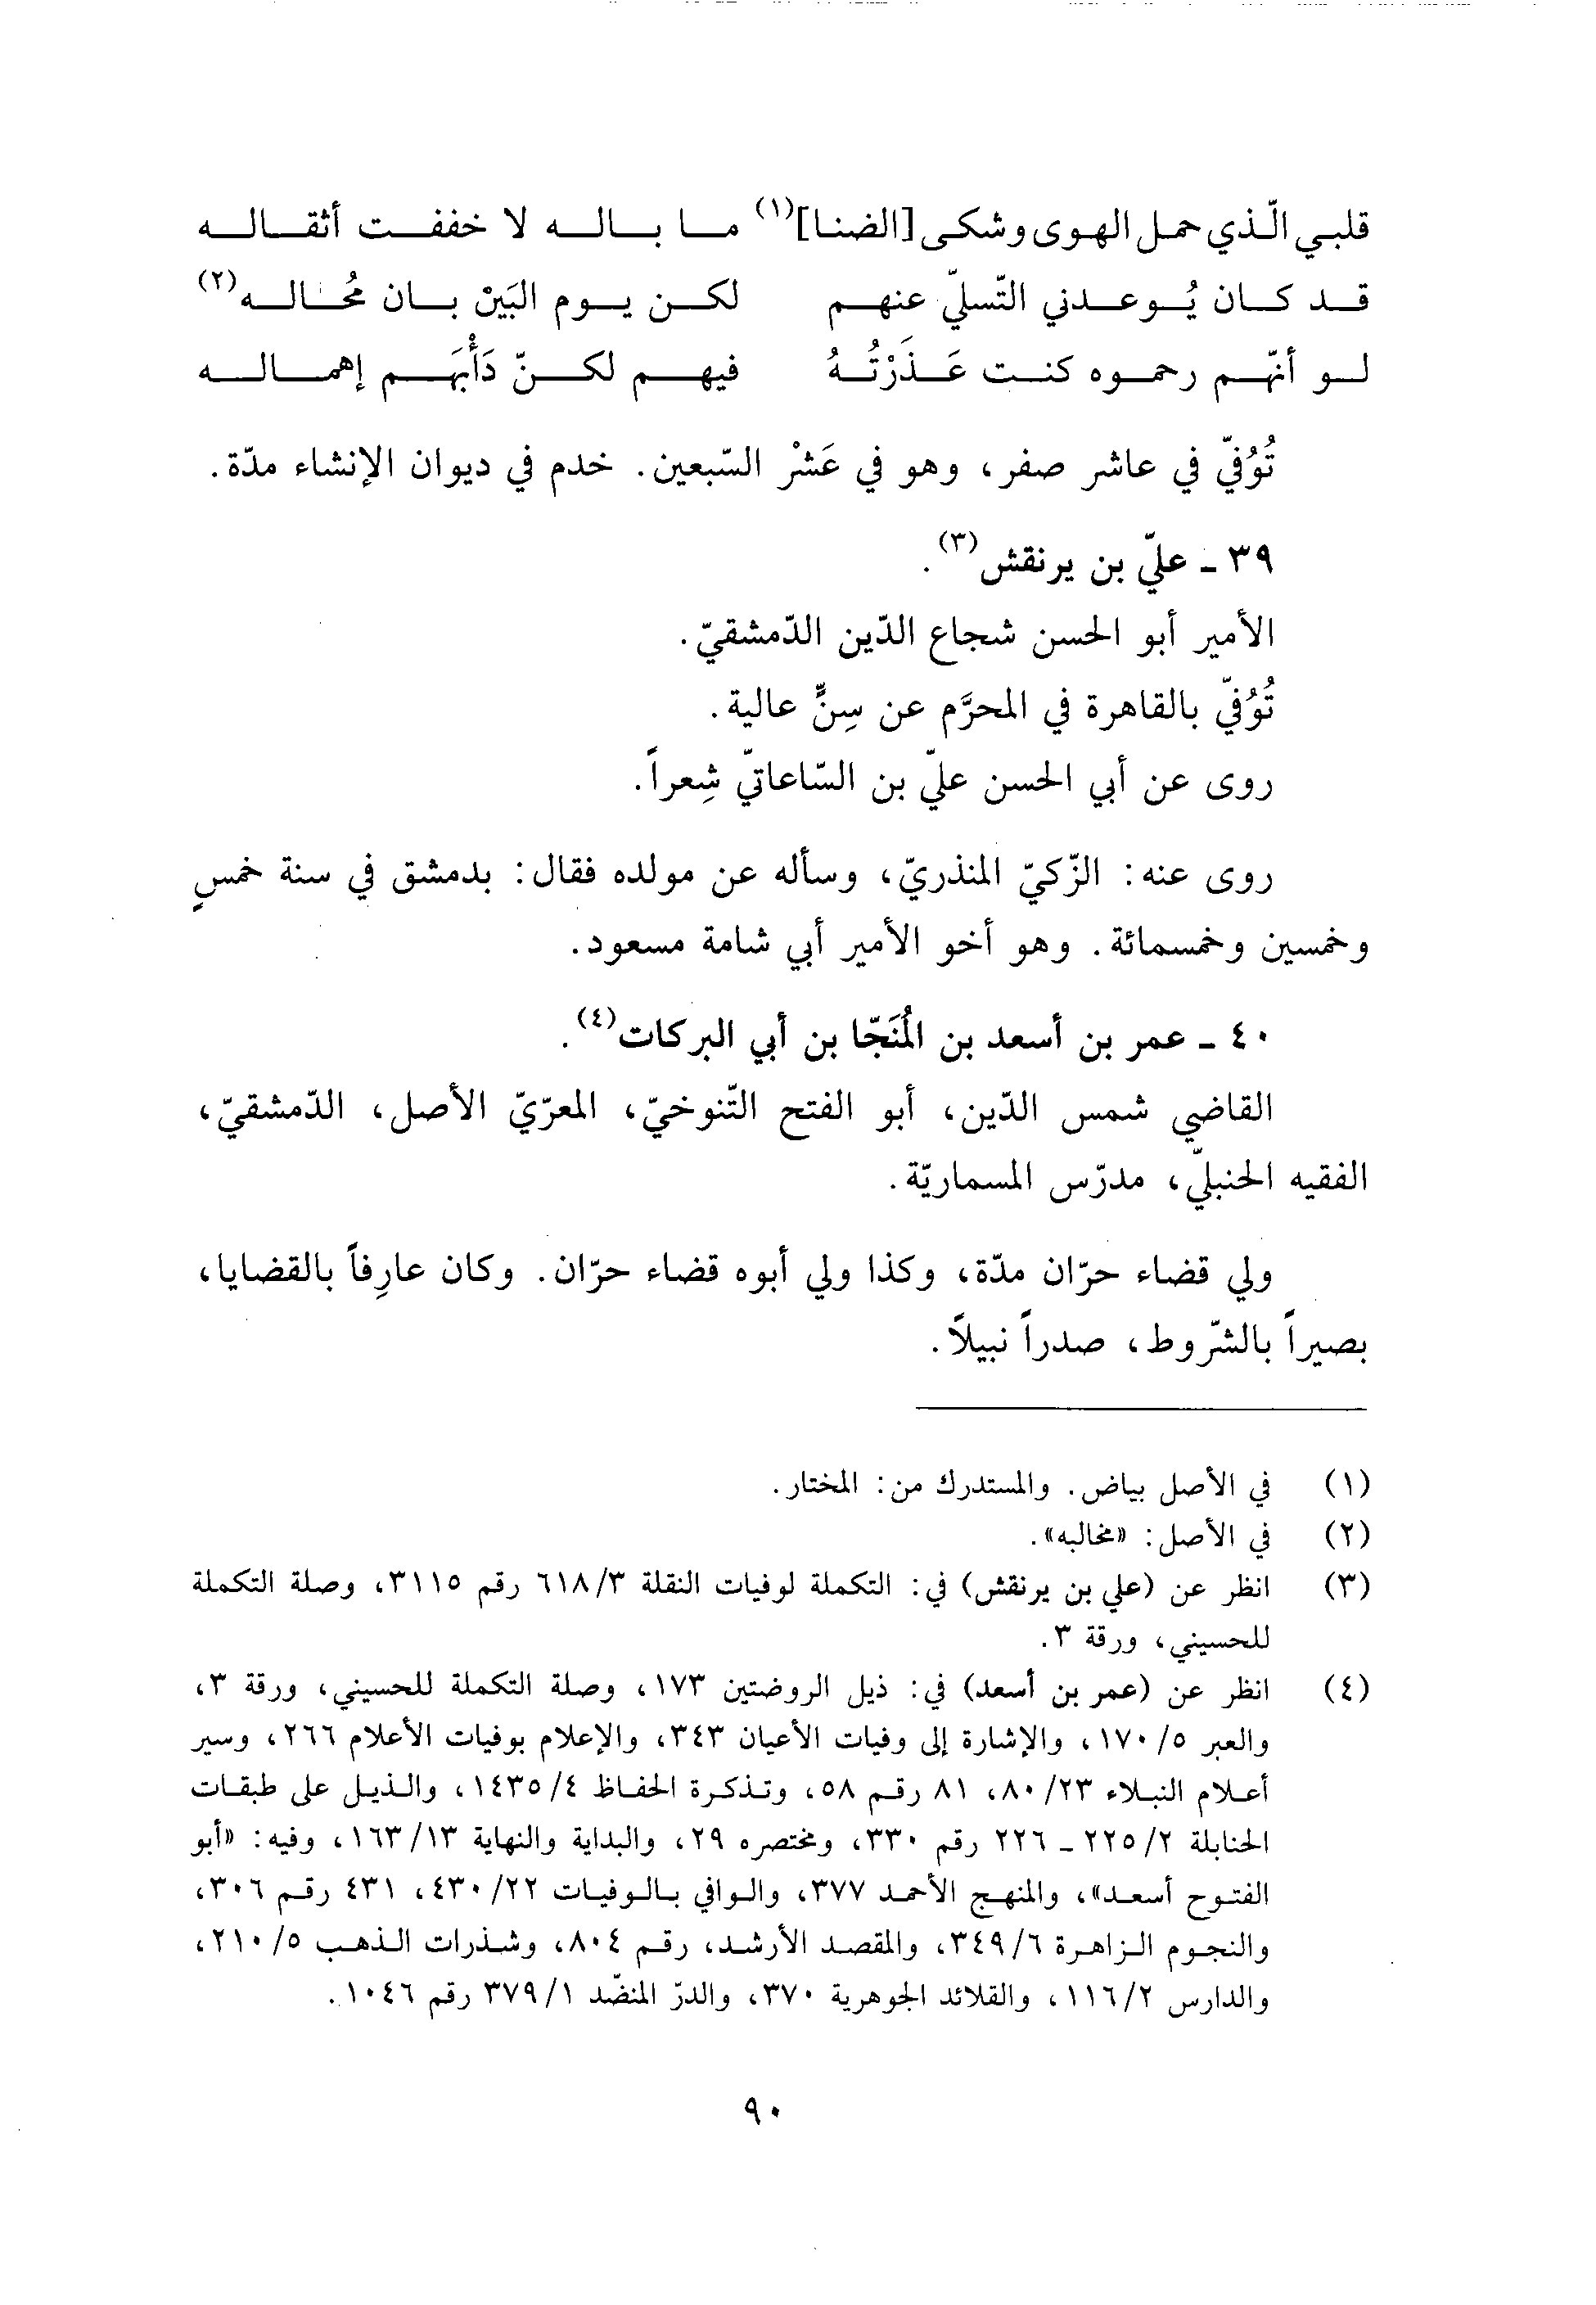 قلبي الّذي حمل الهوى وشكى [الضنا]⁽١⁾ ما باله لا خففت أثقاله
قد كان يُوعدني التّسليّ عنهم لكن يوم البَيْن بان مُحاله⁽٢⁾
لو أنّهم رحموه كنت عَذَرْتُهُ فيهم لكنّ دَأْبَهم إهماله
تُوُفيّ في عاشر صفر، وهو في عَشْر السّبعين. خدم في ديوان الإنشاء مدّة.
٣٩ ـ عليّ بن يرنقش⁽٣⁾.
الأمير أبو الحسن شجاع الدّين الدّمشقيّ.
تُوُفيّ بالقاهرة في المحرَّم عن سِنٍّ عالية.
روى عن أبي الحسن عليّ بن السّاعاتيّ شِعراً.
روى عنه: الزّكيّ المنذريّ، وسأله عن مولده فقال: بدمشق في سنة خمسٍ
وخمسين وخمسمائة. وهو أخو الأمير أبي شامة مسعود.
٤٠ ـ عمر بن أسعد بن المُنَجّا بن أبي البركات⁽٤⁾.
القاضي شمس الدّين، أبو الفتح التّنوخيّ، المعرّيّ الأصل، الدّمشقيّ،
الفقيه الحنبليّ، مدرّس المسماريّة.
ولي قضاء حرّان مدّة، وكذا ولي أبوه قضاء حرّان. وكان عارِفاً بالقضايا،
بصيراً بالشّروط، صدراً نبيلاً.
(١) في الأصل بياض. والمستدرك من: المختار.
(٢) في الأصل: «مخالبه».
(٣) انظر عن (علي بن يرنقش) في: التكملة لوفيات النقلة ٦١٨/٣ رقم ٣١١٥، وصلة التكملة
للحسيني، ورقة ٣.
(٤) انظر عن (عمر بن أسعد) في: ذيل الروضتين ١٧٣، وصلة التكملة للحسيني، ورقة ٣،
والعبر ١٧٠/٥، والإشارة إلى وفيات الأعيان ٣٤٣، والإعلام بوفيات الأعلام ٢٦٦، وسير
أعلام النبلاء ٨٠/٢٣، ٨١ رقم ٥٨، وتذكرة الحفاظ ١٤٣٥/٤، والذيل على طبقات
الحنابلة ٢٢٥/٢ ـ ٢٢٦ رقم ٣٣٠، ومختصره ٢٩، والبداية والنهاية ١٦٣/١٣، وفيه: «أبو
الفتوح أسعد»، والمنهج الأحمد ٣٧٧، والوافي بالوفيات ٤٣٠/٢٢، ٤٣١ رقم ٣٠٦،
والنجوم الزاهرة ٣٤٩/٦، والمقصد الأرشد، رقم ٨٠٤، وشذرات الذهب ٢١٠/٥،
والدارس ١١٦/٢، والقلائد الجوهرية ٣٧٠، والدرّ المنضّد ٣٧٩/١ رقم ١٠٤٦.
٩٠